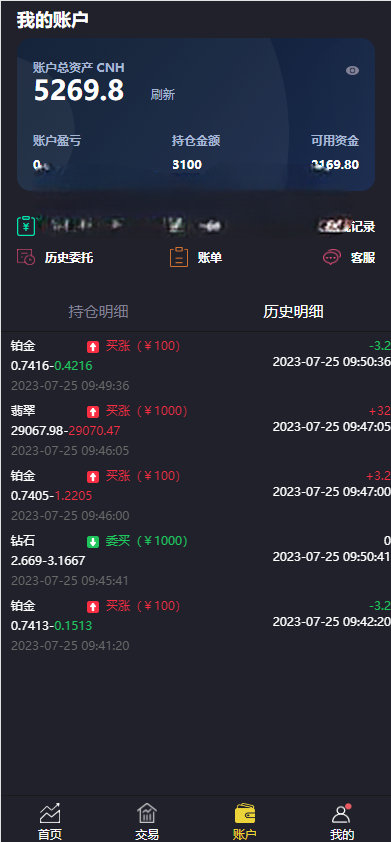 我的账户
账户总资产 CNH
5269.8 刷新
账户盈亏 持仓金额 可用资金
0 3100 2169.80
记录
历史委托 账单 客服
持仓明细 历史明细
铂金 买涨（￥100） -3.2
0.7416-0.4216 2023-07-25 09:50:36
2023-07-25 09:49:36
翡翠 买涨（￥1000） +32
29067.98-29070.47 2023-07-25 09:47:05
2023-07-25 09:46:05
铂金 买涨（￥100） +3.2
0.7405-1.2205 2023-07-25 09:47:00
2023-07-25 09:46:00
钻石 委买（￥1000） 0
2.669-3.1667 2023-07-25 09:50:41
2023-07-25 09:45:41
铂金 买涨（￥100） -3.2
0.7413-0.1513 2023-07-25 09:42:20
2023-07-25 09:41:20
首页 交易 账户 我的